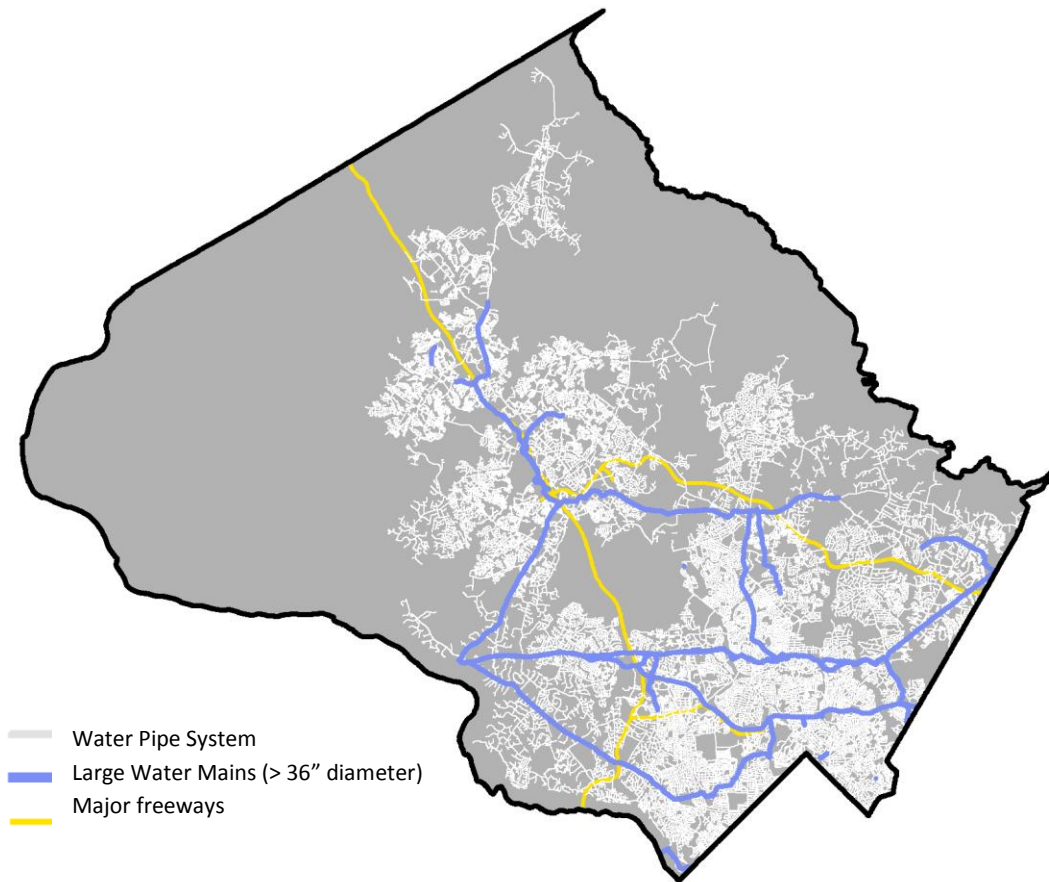 Water Pipe System
Large Water Mains (> 36” diameter)
Major freeways